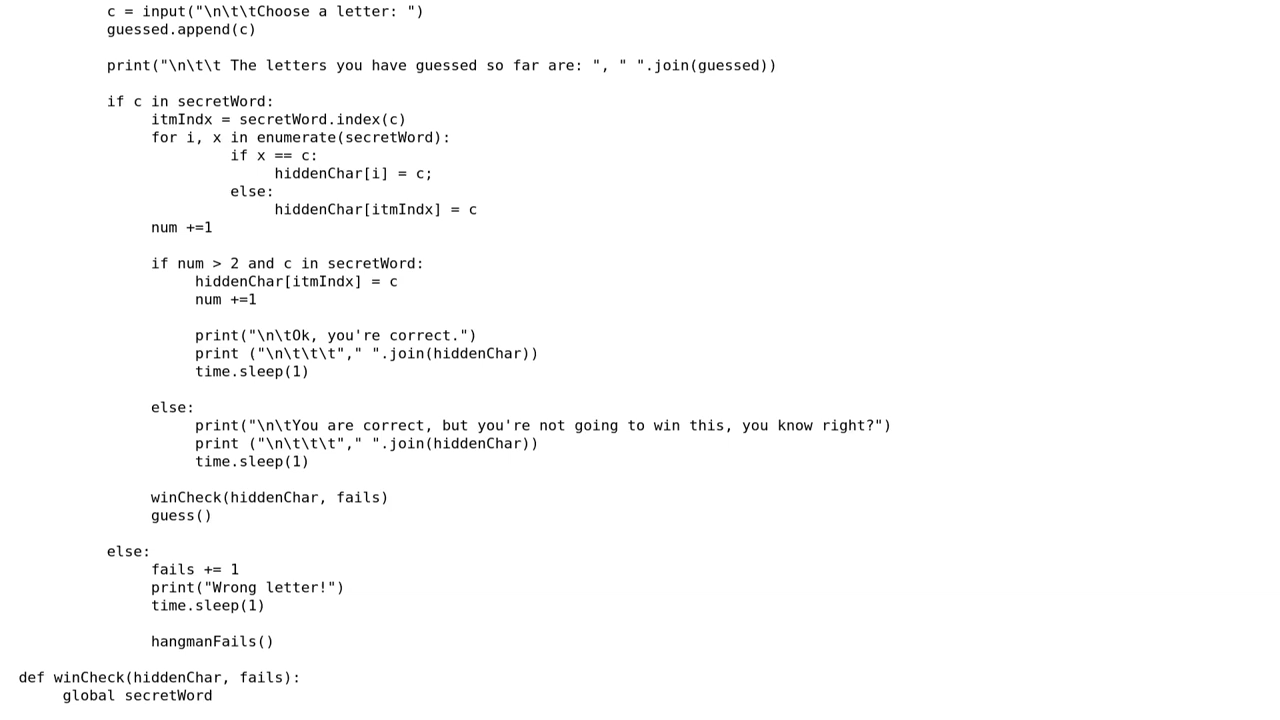 c = input("\n\t\tChoose a letter: ")
guessed.append(c)
print("\n\t\t The letters you have guessed so far are: ", " ".join(guessed))
if c in secretWord:
itmIndx = secretWord.index(c)
for i, x in enumerate(secretWord):
if x == c:
hiddenChar[i] = c;
else:
hiddenChar[itmIndx] = c
num +=1
if num > 2 and c in secretWord:
hiddenChar[itmIndx] = c
num +=1
print("\n\tOk, you're correct.")
print ("\n\t\t\t"," ".join(hiddenChar))
time.sleep(1)
else:
print("\n\tYou are correct, but you're not going to win this, you know right?")
print ("\n\t\t\t"," ".join(hiddenChar))
time.sleep(1)
winCheck(hiddenChar, fails)
guess()
else:
fails += 1
print("Wrong letter!")
time.sleep(1)
hangmanFails()
def winCheck(hiddenChar, fails):
global secretWord